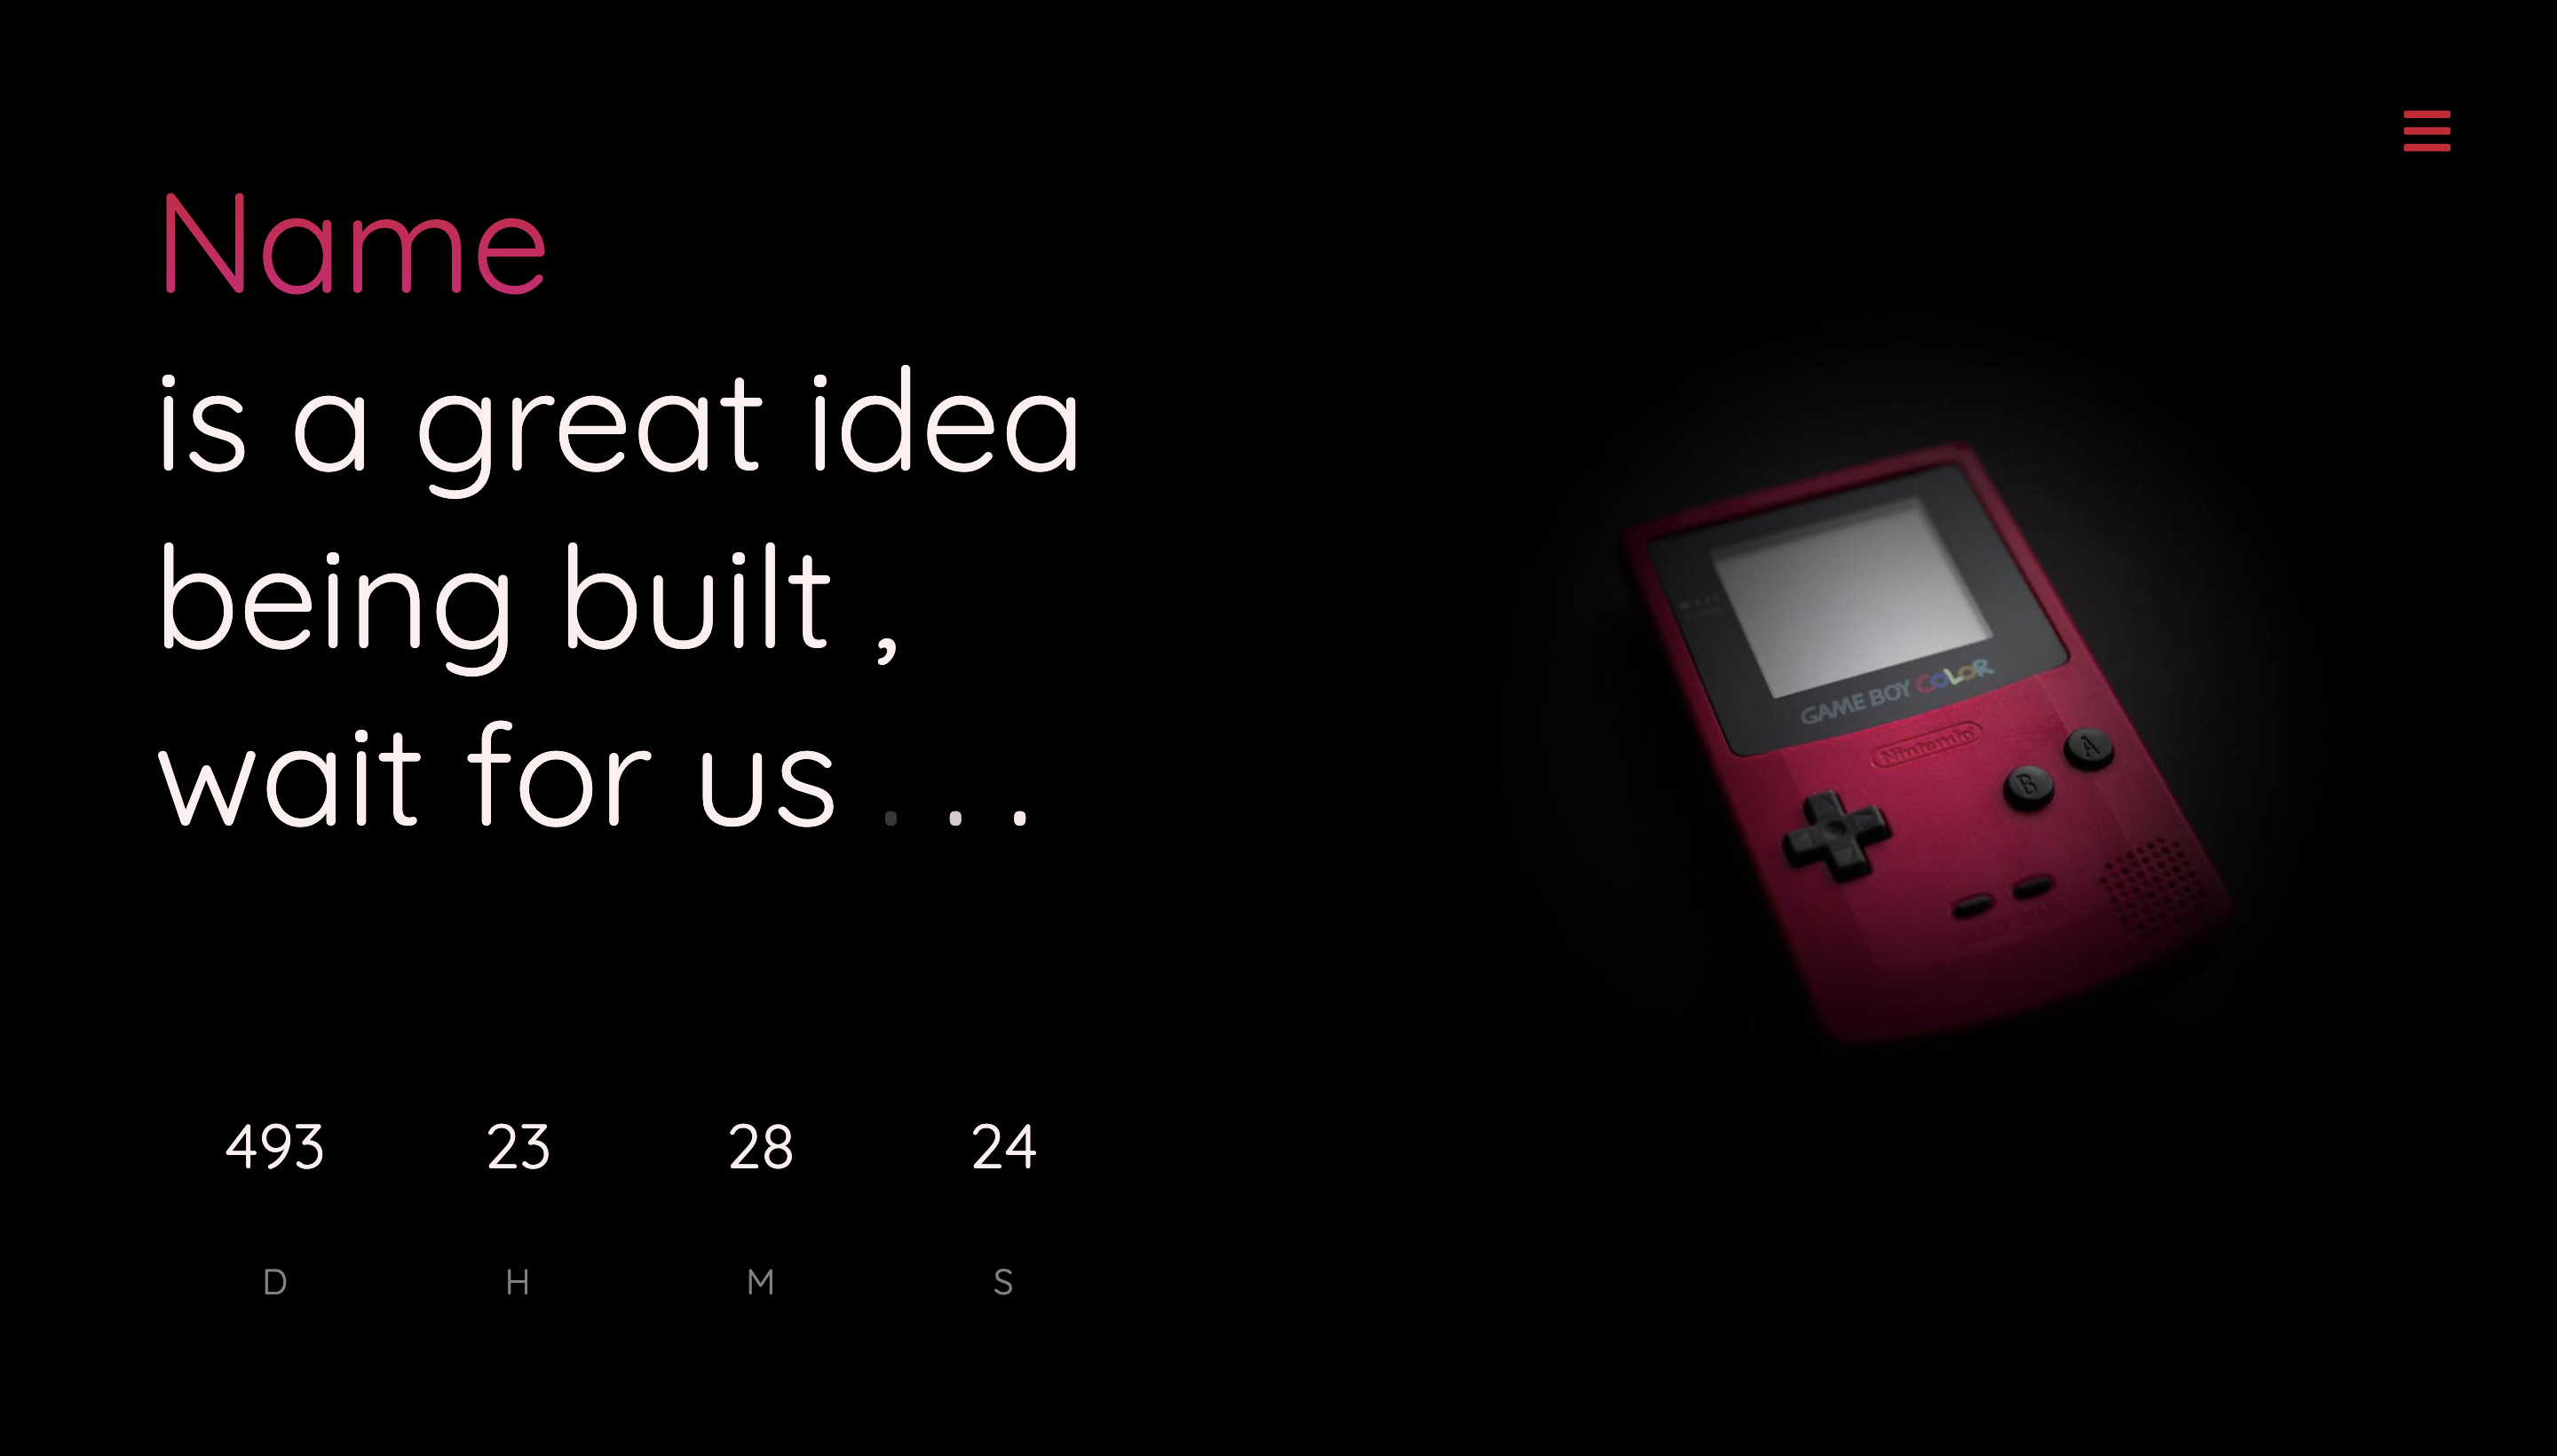 Name
is a great idea
being built ,
wait for us . . .
GAME BOY COLOR
Nintendo
A
B
493 23 28 24
D H M S